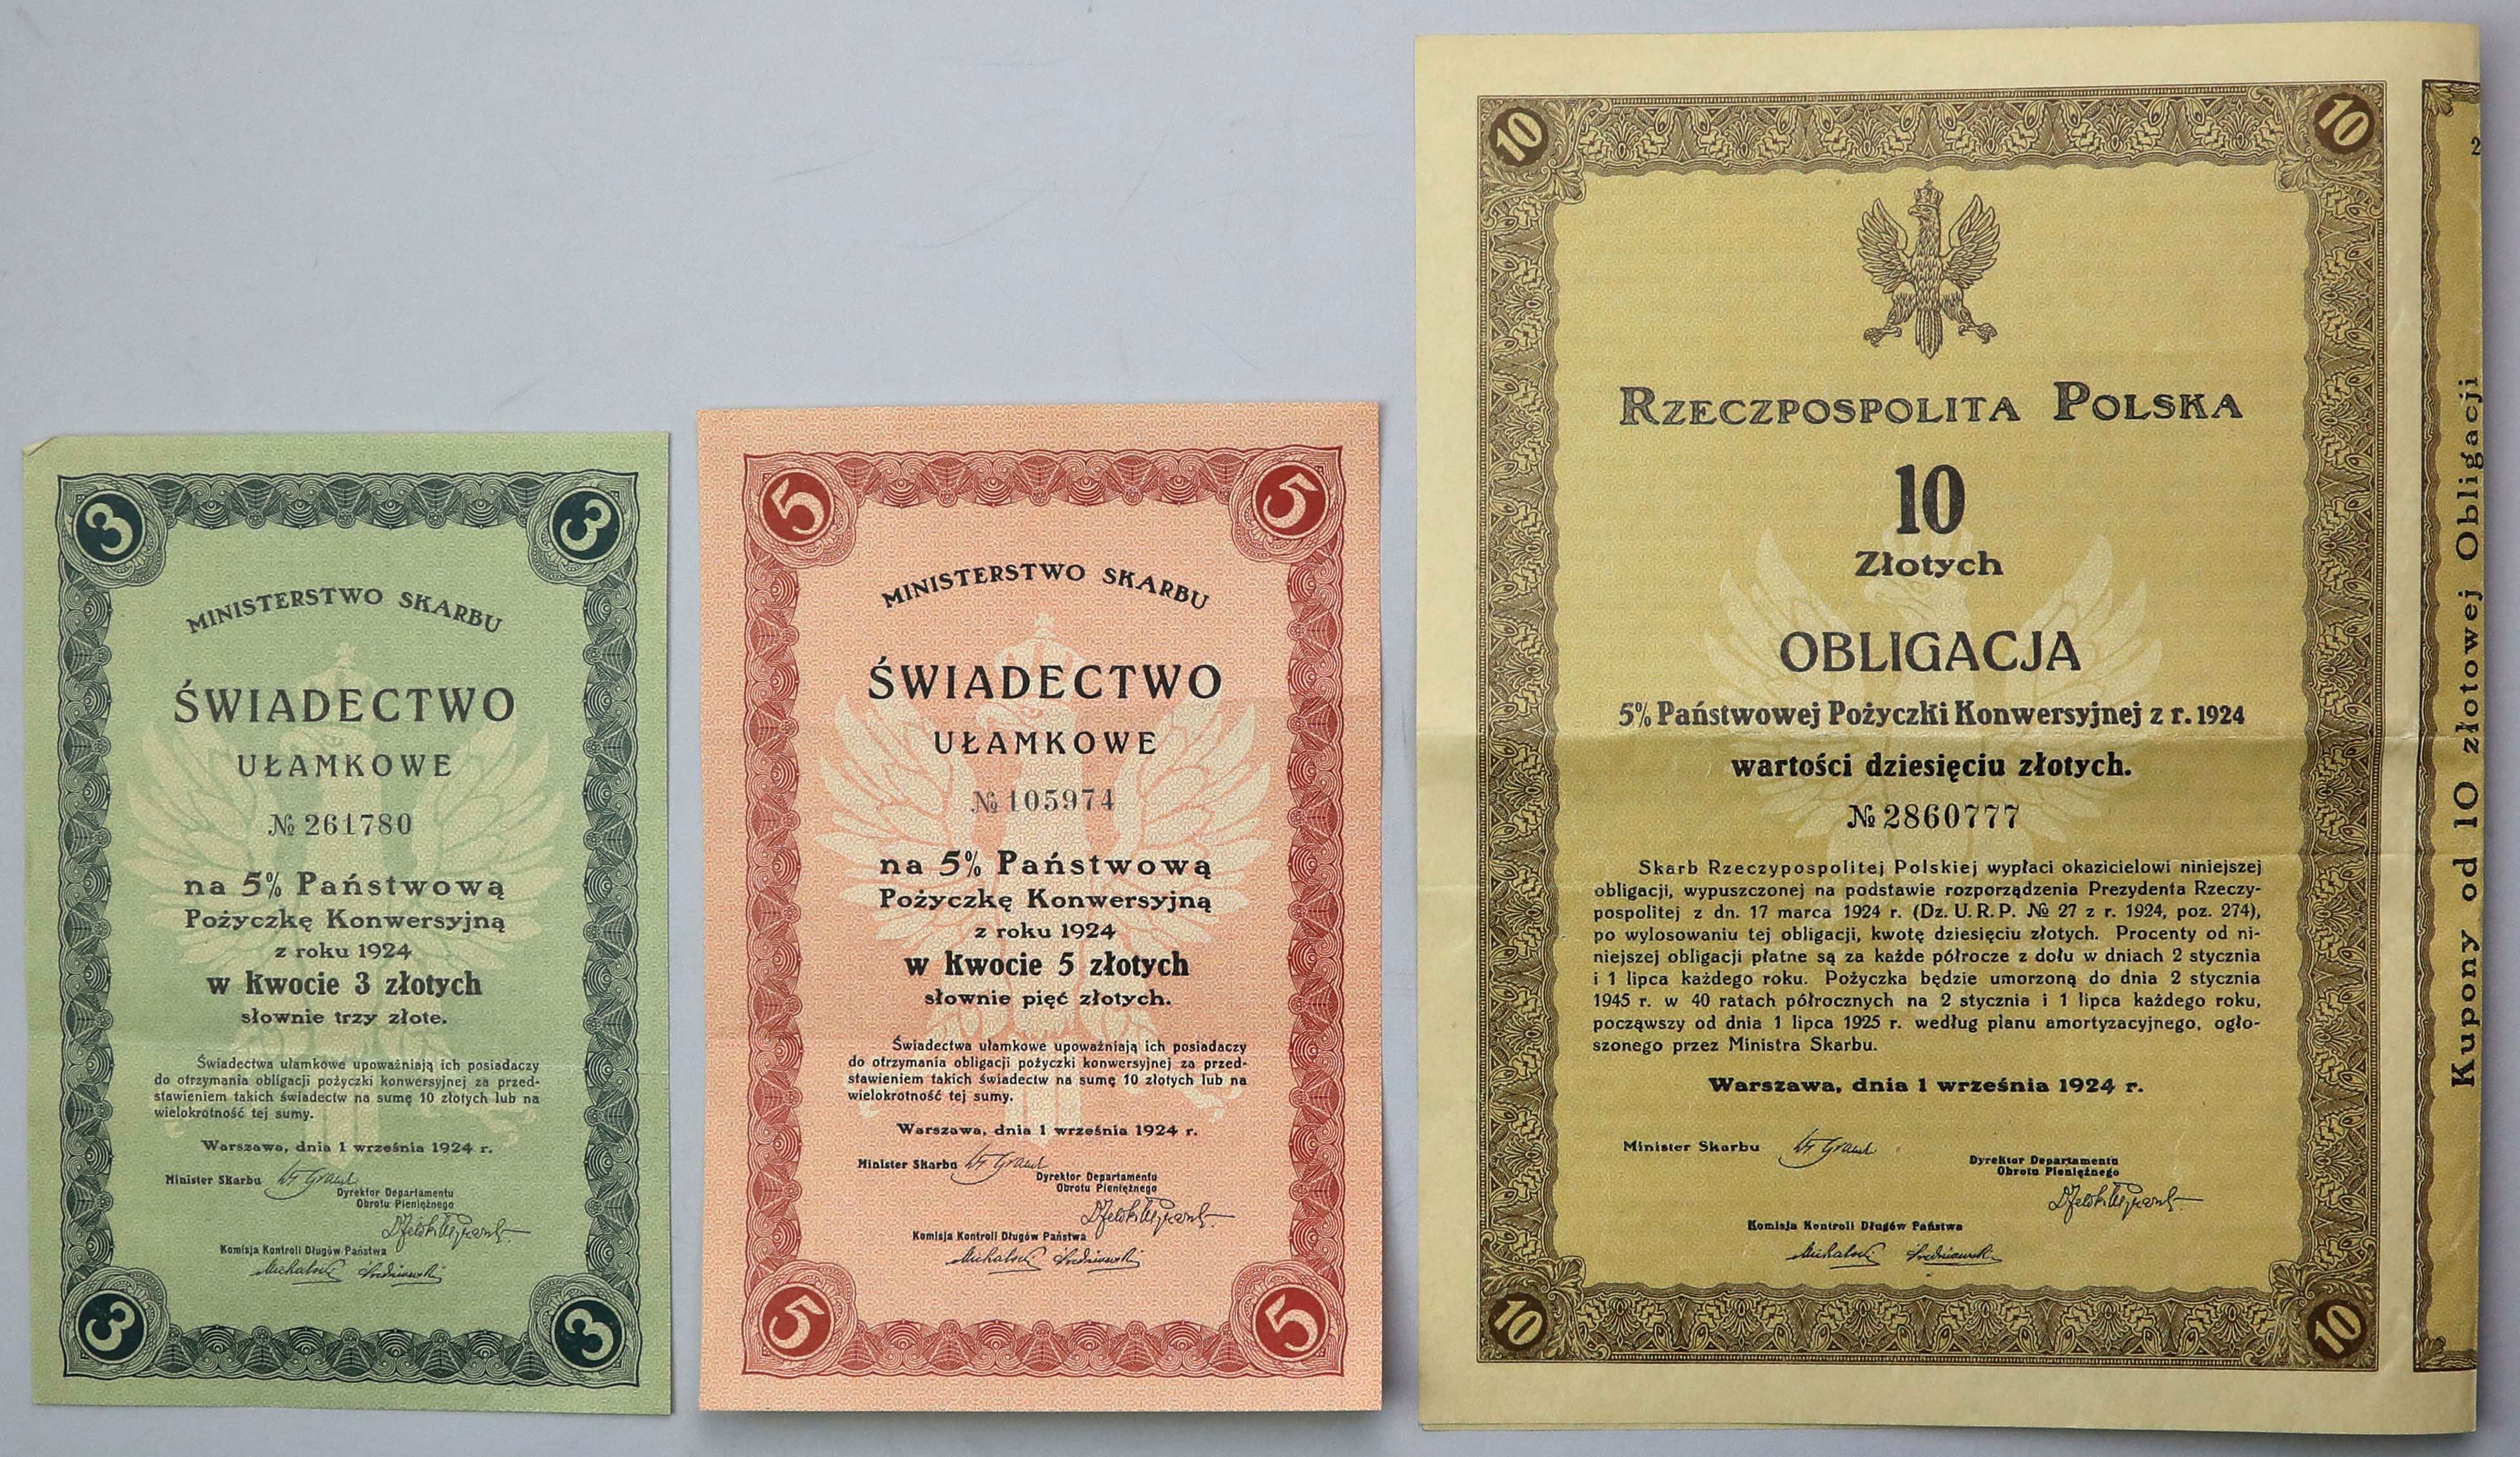 3
3
MINISTERSTWO SKARBU
ŚWIADECTWO
UŁAMKOWE
№ 261780
na 5% Państwową
Pożyczkę Konwersyjną
z roku 1924
w kwocie 3 złotych
słownie trzy złote.
Świadectwa ułamkowe upoważniają ich posiadaczy
do otrzymania obligacji pożyczki konwersyjnej za przed-
stawieniem takich świadectw na sumę 10 złotych lub na
wielokrotność tej sumy.
Warszawa, dnia 1 września 1924 r.
Minister Skarbu
Dyrektor Departamentu
Obrotu Pieniężnego
Komisja Kontroli Długów Państwa
3
3
5
5
MINISTERSTWO SKARBU
ŚWIADECTWO
UŁAMKOWE
№ 105974
na 5% Państwową
Pożyczkę Konwersyjną
z roku 1924
w kwocie 5 złotych
słownie pięć złotych.
Świadectwa ułamkowe upoważniają ich posiadaczy
do otrzymania obligacji pożyczki konwersyjnej za przed-
stawieniem takich świadectw na sumę 10 złotych lub na
wielokrotność tej sumy.
Warszawa, dnia 1 września 1924 r.
Minister Skarbu
Dyrektor Departamentu
Obrotu Pieniężnego
Komisja Kontroli Długów Państwa
5
5
10
10
RZECZPOSPOLITA POLSKA
10
Złotych
OBLIGACJA
5% Państwowej Pożyczki Konwersyjnej z r. 1924
wartości dziesięciu złotych.
№ 2860777
Skarb Rzeczypospolitej Polskiej wypłaci okazicielowi niniejszej
obligacji, wypuszczonej na podstawie rozporządzenia Prezydenta Rzeczy-
pospolitej z dn. 17 marca 1924 r. (Dz. U. R. P. № 27 z r. 1924, poz. 274),
po wylosowaniu tej obligacji, kwotę dziesięciu złotych. Procenty od ni-
niejszej obligacji płatne są za każde półrocze z dołu w dniach 2 stycznia
i 1 lipca każdego roku. Pożyczka będzie umorzoną do dnia 2 stycznia
1945 r. w 40 ratach półrocznych na 2 stycznia i 1 lipca każdego roku,
począwszy od dnia 1 lipca 1925 r. według planu amortyzacyjnego, ogło-
szonego przez Ministra Skarbu.
Warszawa, dnia 1 września 1924 r.
Minister Skarbu
Dyrektor Departamentu
Obrotu Pieniężnego
Komisja Kontroli Długów Państwa
10
10
2
Kupony od 10 złotowej Obligacji